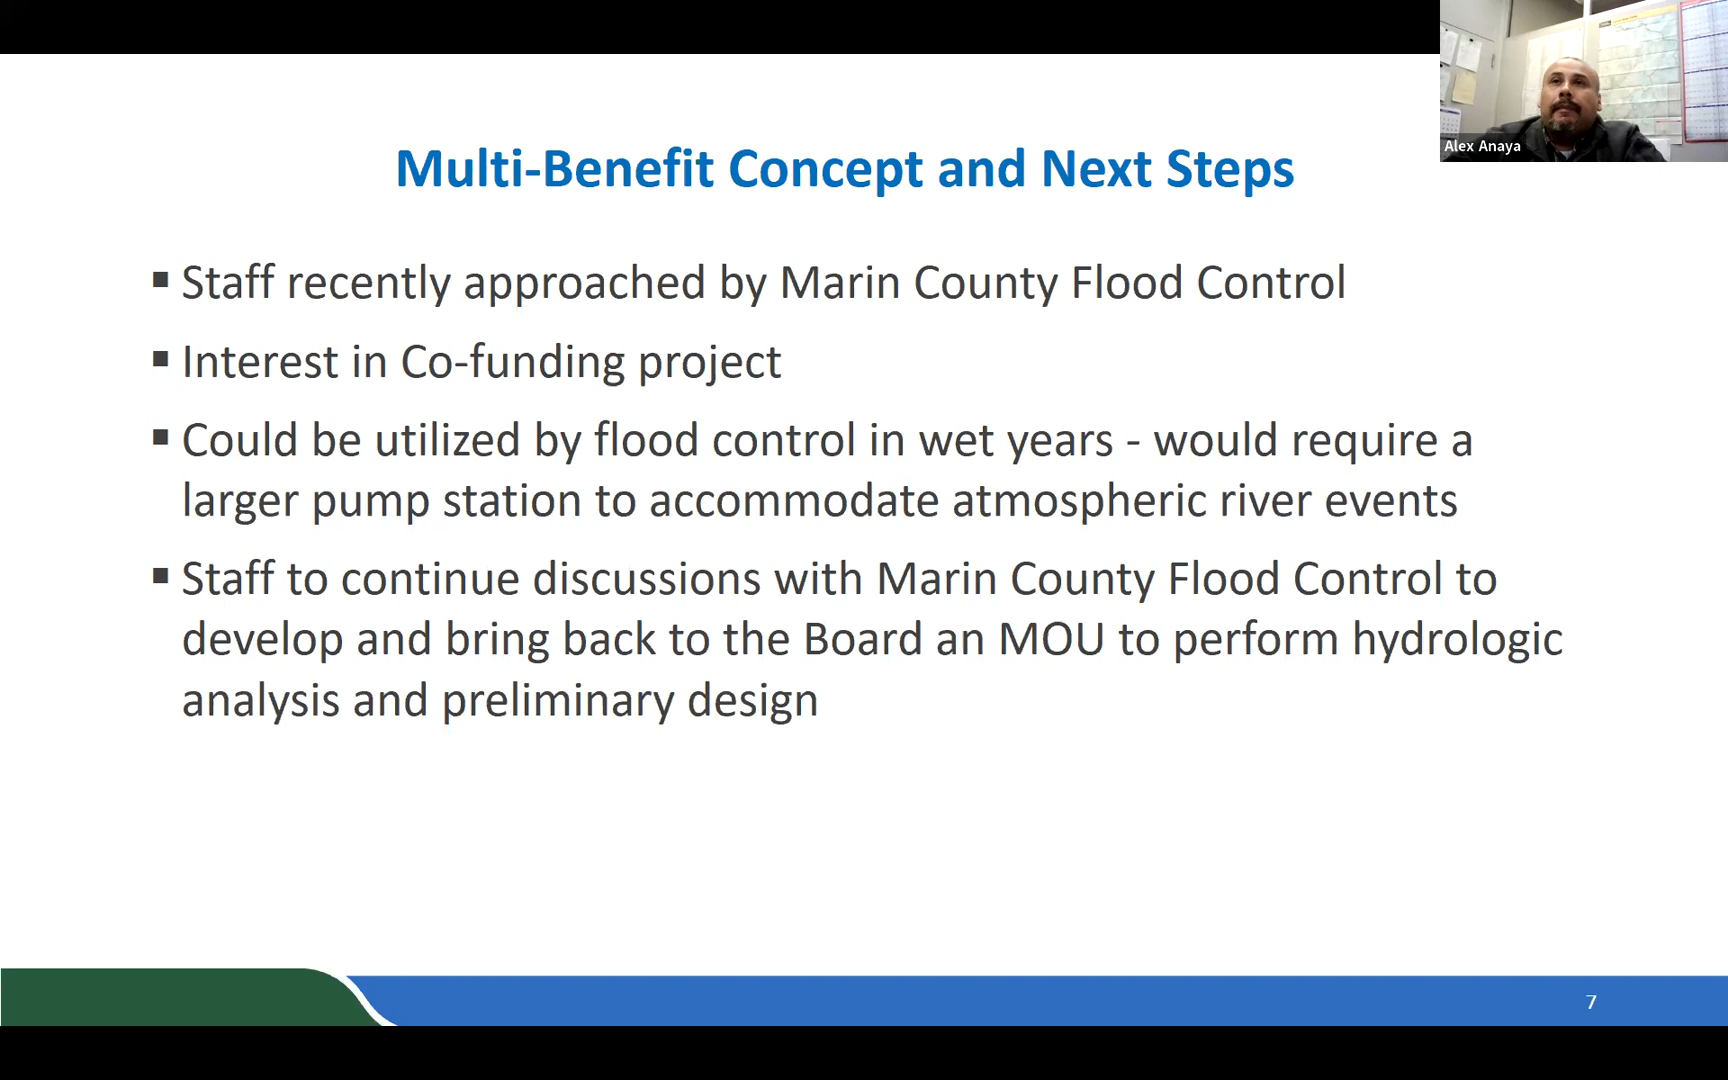 Alex Anaya
Multi-Benefit Concept and Next Steps
▪ Staff recently approached by Marin County Flood Control
▪ Interest in Co-funding project
▪ Could be utilized by flood control in wet years - would require a
larger pump station to accommodate atmospheric river events
▪ Staff to continue discussions with Marin County Flood Control to
develop and bring back to the Board an MOU to perform hydrologic
analysis and preliminary design
7